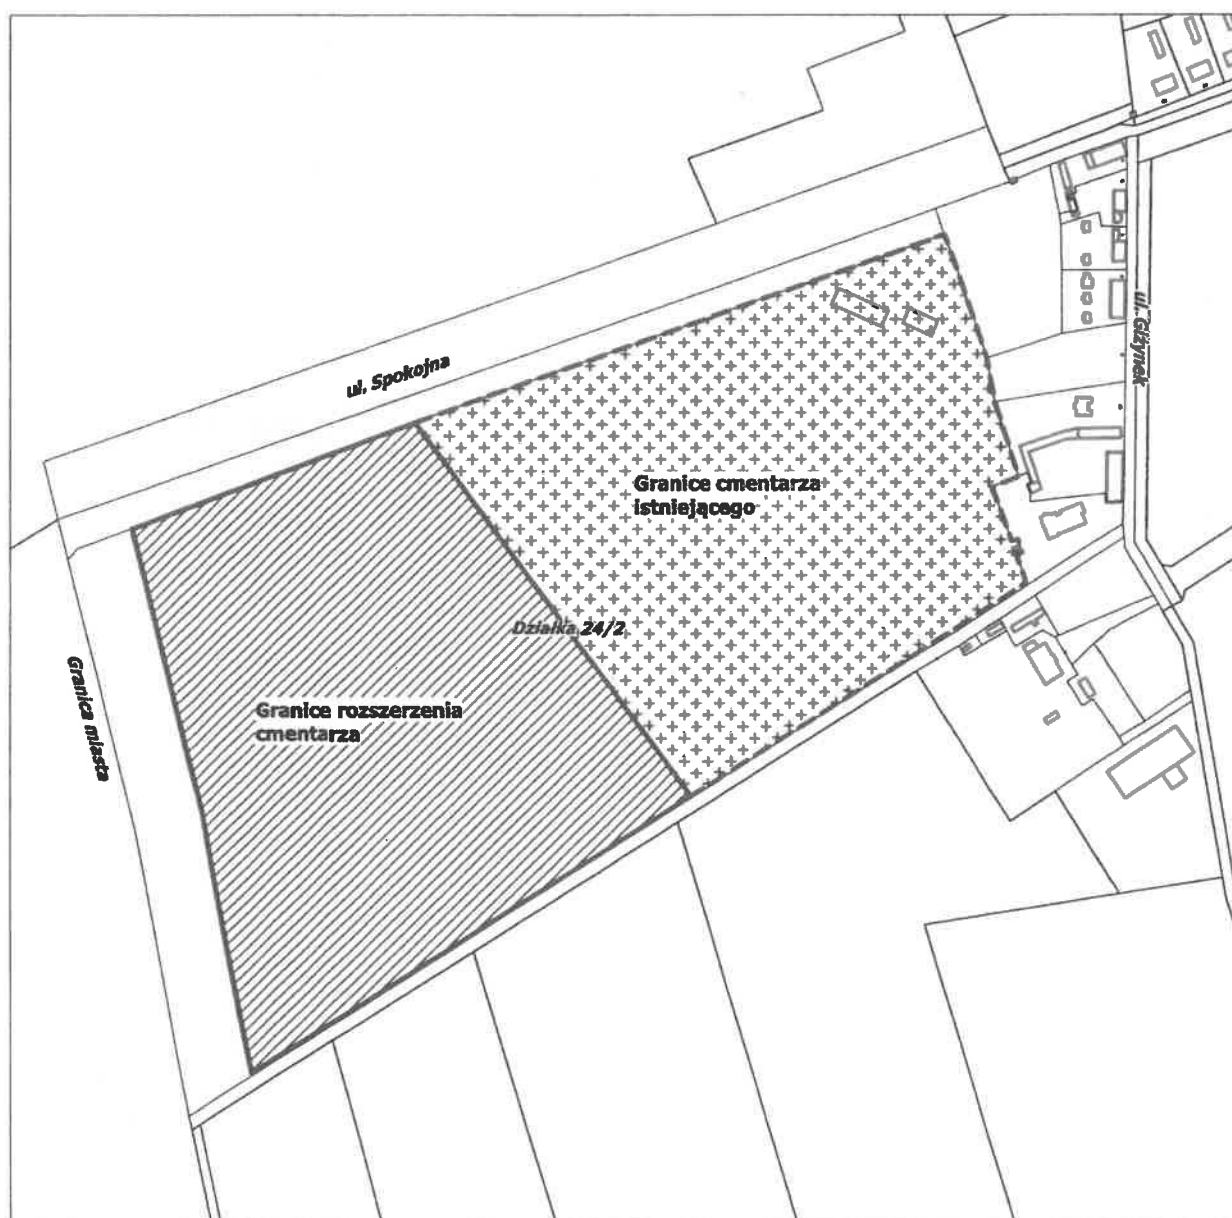 ul. Giżynek
ul. Spokojna
Granice cmentarza
istniejącego
Działka 24/2
Granica miasta
Granice rozszerzenia
cmentarza